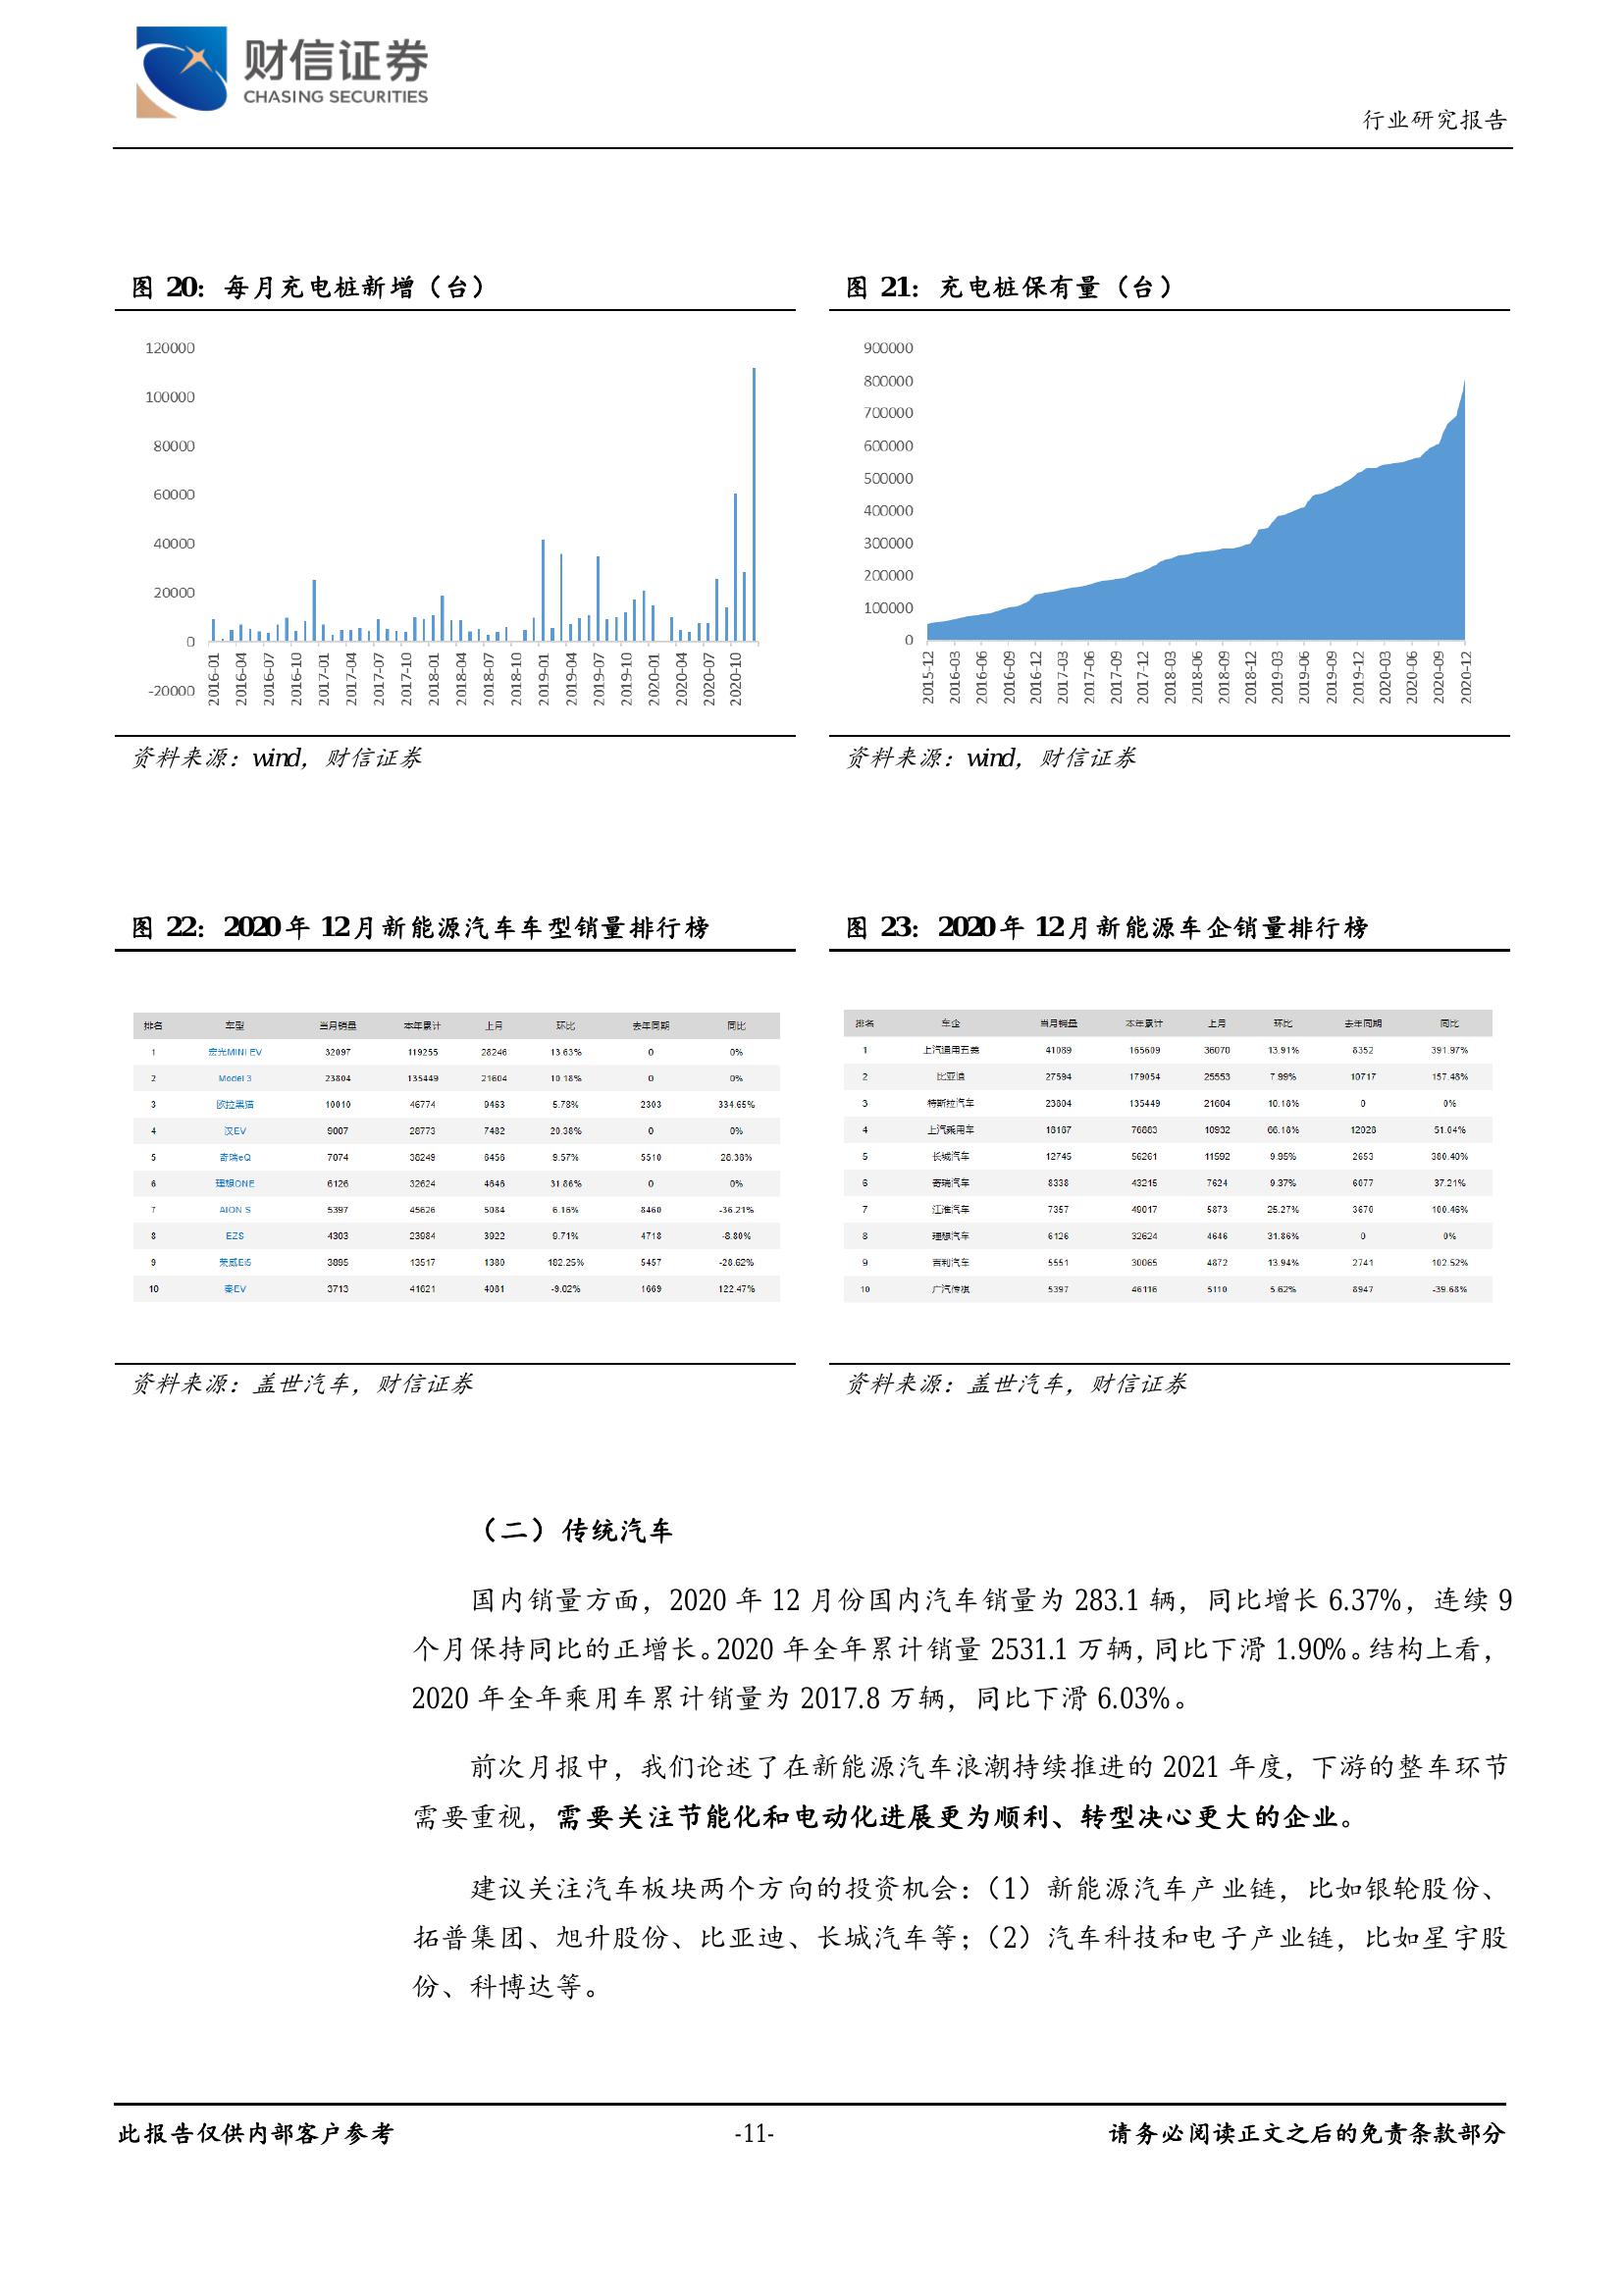 财信证券
CHASING SECURITIES
行业研究报告
图 20：每月充电桩新增（台）
120000
100000
80000
60000
40000
20000
0
-20000
2016-01
2016-04
2016-07
2016-10
2017-01
2017-04
2017-07
2017-10
2018-01
2018-04
2018-07
2018-10
2019-01
2019-04
2019-07
2019-10
2020-01
2020-04
2020-07
2020-10
资料来源：wind，财信证券
图 21：充电桩保有量（台）
900000
800000
700000
600000
500000
400000
300000
200000
100000
0
2015-12
2016-03
2016-06
2016-09
2016-12
2017-03
2017-06
2017-09
2017-12
2018-03
2018-06
2018-09
2018-12
2019-03
2019-06
2019-09
2019-12
2020-03
2020-06
2020-09
2020-12
资料来源：wind，财信证券
图 22：2020 年 12 月新能源汽车车型销量排行榜
排名 车型 当月销量 本年累计 上月 环比 去年同期 同比
1 宏光MINI EV 32097 119255 28246 13.63% 0 0%
2 Model 3 23804 135449 21604 10.18% 0 0%
3 欧拉黑猫 10010 46774 9463 5.78% 2303 334.65%
4 汉EV 9007 28773 7482 20.38% 0 0%
5 奇瑞eQ 7074 38249 6456 9.57% 5510 28.38%
6 理想ONE 6126 32624 4646 31.86% 0 0%
7 AION S 5397 45626 5084 6.16% 8460 -36.21%
8 EZS 4303 23984 3922 9.71% 4718 -8.80%
9 荣威Ei5 3895 13517 1380 182.25% 5457 -28.62%
10 秦EV 3713 41621 4081 -9.02% 1669 122.47%
资料来源：盖世汽车，财信证券
图 23：2020 年 12 月新能源车企销量排行榜
排名 车企 当月销量 本年累计 上月 环比 去年同期 同比
1 上汽通用五菱 41089 165609 36070 13.91% 8352 391.97%
2 比亚迪 27594 179054 25553 7.99% 10717 157.48%
3 特斯拉汽车 23804 135449 21604 10.18% 0 0%
4 上汽乘用车 18167 76883 10932 66.18% 12028 51.04%
5 长城汽车 12745 56261 11592 9.95% 2653 380.40%
6 奇瑞汽车 8338 43215 7624 9.37% 6077 37.21%
7 江淮汽车 7357 49017 5873 25.27% 3670 100.46%
8 理想汽车 6126 32624 4646 31.86% 0 0%
9 吉利汽车 5551 30065 4872 13.94% 2741 102.52%
10 广汽传祺 5397 46116 5110 5.62% 8947 -39.68%
资料来源：盖世汽车，财信证券
（二）传统汽车
国内销量方面，2020 年 12 月份国内汽车销量为 283.1 辆，同比增长 6.37%，连续 9
个月保持同比的正增长。2020 年全年累计销量 2531.1 万辆，同比下滑 1.90%。结构上看，
2020 年全年乘用车累计销量为 2017.8 万辆，同比下滑 6.03%。
前次月报中，我们论述了在新能源汽车浪潮持续推进的 2021 年度，下游的整车环节
需要重视，需要关注节能化和电动化进展更为顺利、转型决心更大的企业。
建议关注汽车板块两个方向的投资机会：（1）新能源汽车产业链，比如银轮股份、
拓普集团、旭升股份、比亚迪、长城汽车等；（2）汽车科技和电子产业链，比如星宇股
份、科博达等。
此报告仅供内部客户参考
-11-
请务必阅读正文之后的免责条款部分